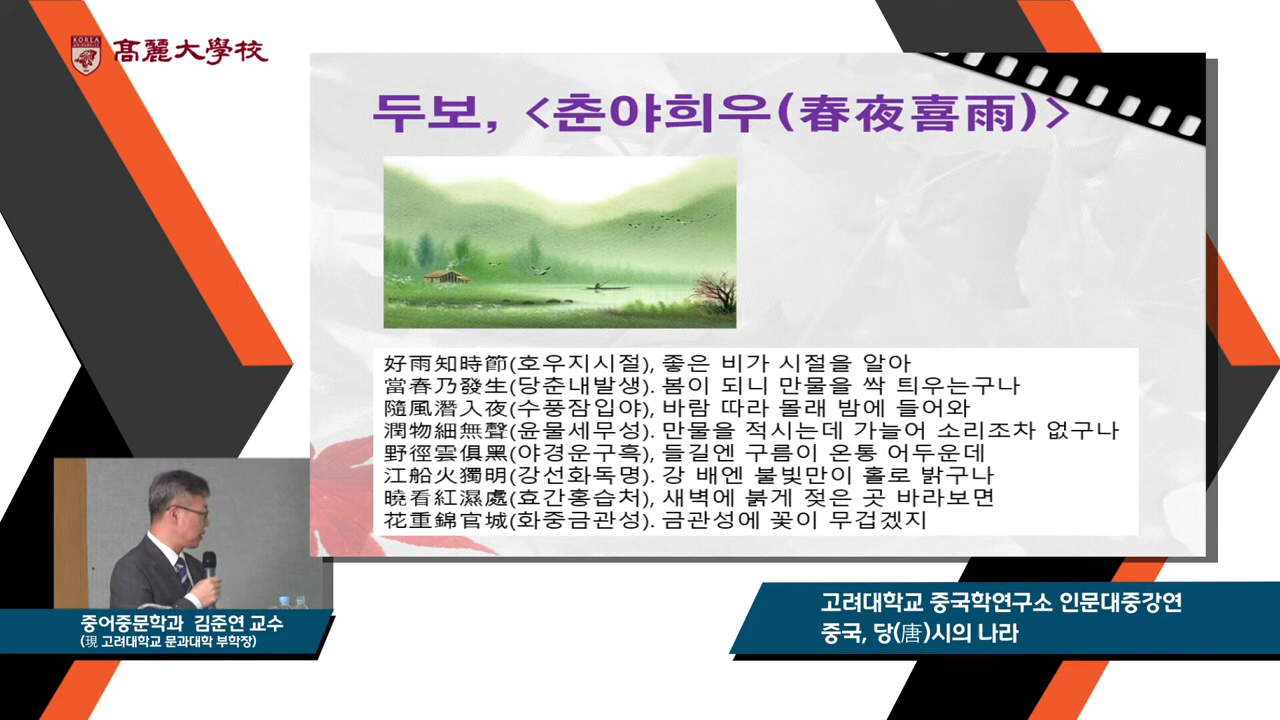 KOREA
UNIVERSITY
髙麗大學校
두보, <춘야희우(春夜喜雨)>
好雨知時節(호우지시절), 좋은 비가 시절을 알아
當春乃發生(당춘내발생). 봄이 되니 만물을 싹 틔우는구나
隨風潛入夜(수풍잠입야), 바람 따라 몰래 밤에 들어와
潤物細無聲(윤물세무성). 만물을 적시는데 가늘어 소리조차 없구나
野徑雲俱黑(야경운구흑), 들길엔 구름이 온통 어두운데
江船火獨明(강선화독명). 강 배엔 불빛만이 홀로 밝구나
曉看紅濕處(효간홍습처), 새벽에 붉게 젖은 곳 바라보면
花重錦官城(화중금관성). 금관성에 꽃이 무겁겠지
중어중문학과 김준연 교수
(現 고려대학교 문과대학 부학장)
고려대학교 중국학연구소 인문대중강연
중국, 당(唐)시의 나라